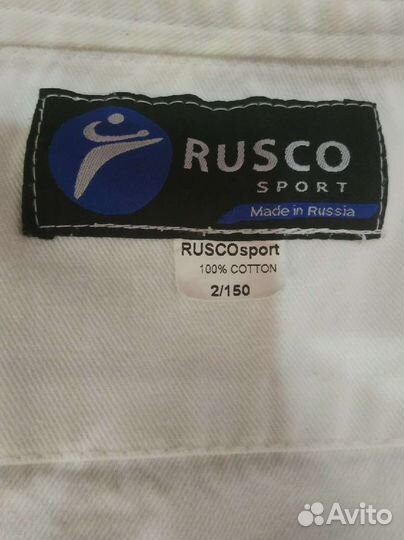 RUSCO
SPORT
Made in Russia
RUSCOsport
100% COTTON
2/150
Avito